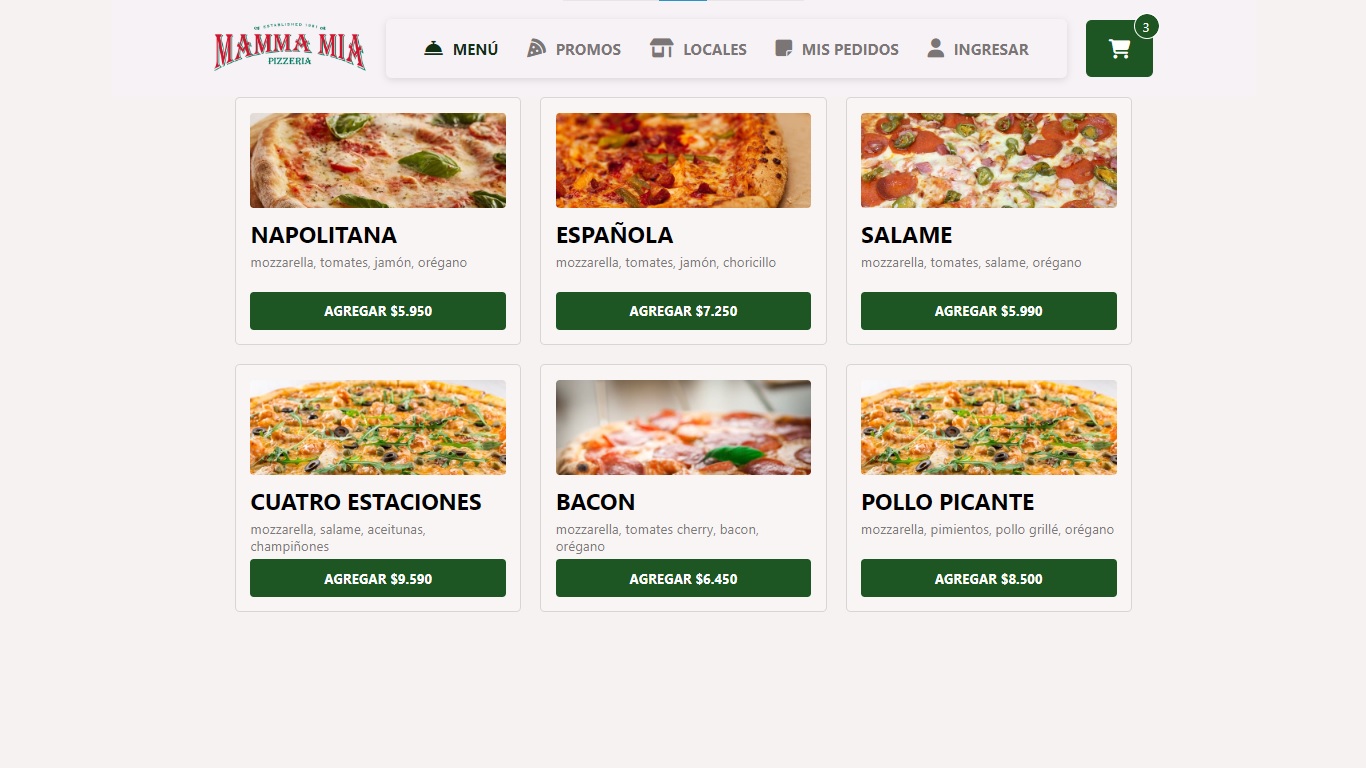 ESTABLISHED 1981
MAMMA MIA
PIZZERIA
MENÚ
PROMOS
LOCALES
MIS PEDIDOS
INGRESAR
3
NAPOLITANA
mozzarella, tomates, jamón, orégano
AGREGAR $5.950
ESPAÑOLA
mozzarella, tomates, jamón, choricillo
AGREGAR $7.250
SALAME
mozzarella, tomates, salame, orégano
AGREGAR $5.990
CUATRO ESTACIONES
mozzarella, salame, aceitunas,
champiñones
AGREGAR $9.590
BACON
mozzarella, tomates cherry, bacon,
orégano
AGREGAR $6.450
POLLO PICANTE
mozzarella, pimientos, pollo grillé, orégano
AGREGAR $8.500